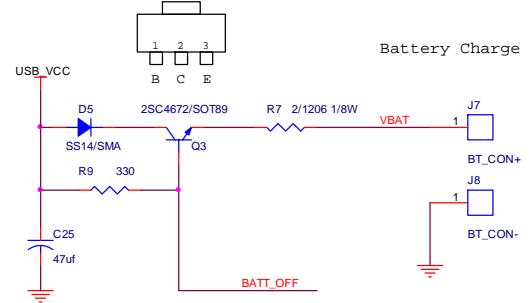 1 2 3
B C E
Battery Charge
USB_VCC
D5
2SC4672/SOT89
R7 2/1206 1/8W
J7
VBAT
1
SS14/SMA
Q3
BT_CON+
R9 330
J8
1
C25
BT_CON-
47uf
BATT_OFF